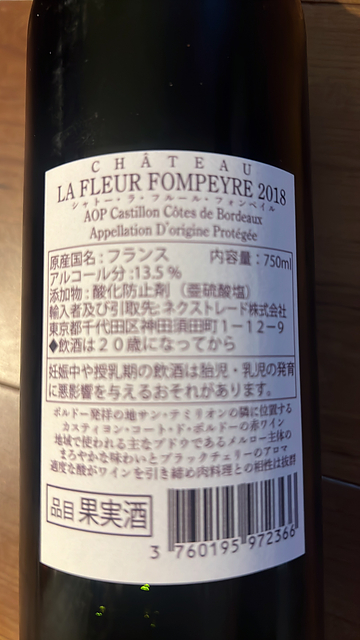 CHÂTEAU
LA FLEUR FOMPEYRE 2018
シャトー・ラ・フルール・フォンペイル
AOP Castillon Côtes de Bordeaux
Appellation D'origine Protégée
原産国名：フランス 内容量：750ml
アルコール分：13.5％
添加物：酸化防止剤（亜硫酸塩）
輸入者及び引取先：ネクストレード株式会社
東京都千代田区神田須田町1－12－9
◆飲酒は20歳になってから
妊娠中や授乳期の飲酒は胎児・乳児の発育
に悪影響を与えるおそれがあります。
ボルドー発祥の地サン・テミリオンの隣に位置する
カスティヨン・コート・ド・ボルドーの赤ワイン
地域で使われる主なブドウであるメルロー主体の
まろやかな味わいとブラックチェリーのアロマ
適度な酸がワインを引き締め肉料理との相性は抜群
品目 果実酒
3 760195 972366